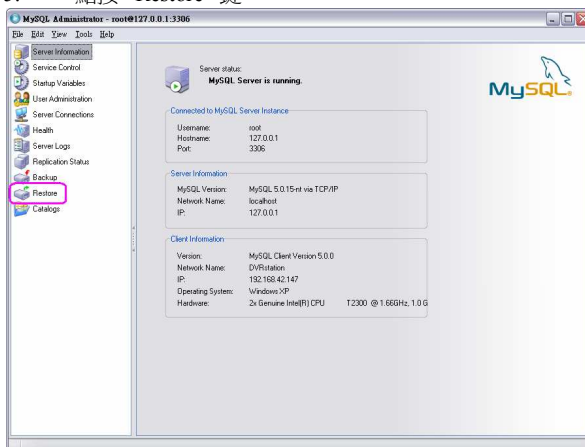 點按 "Restore" 鍵
MySQL Administrator - root@127.0.0.1:3306
File Edit View Tools Help
Server Information
Service Control
Startup Variables
User Administration
Server Connections
Health
Server Logs
Replication Status
Backup
Restore
Catalogs
Server status:
MySQL Server is running.
MySQL
Connected to MySQL Server Instance
Username: root
Hostname: 127.0.0.1
Port: 3306
Server Information
MySQL Version: MySQL 5.0.15-nt via TCP/IP
Network Name: localhost
IP: 127.0.0.1
Client Information
Version: MySQL Client Version 5.0.0
Network Name: DVRstation
IP: 192.168.42.147
Operating System: Windows XP
Hardware: 2x Genuine Intel(R) CPU T2300 @ 1.66GHz, 1.0 G